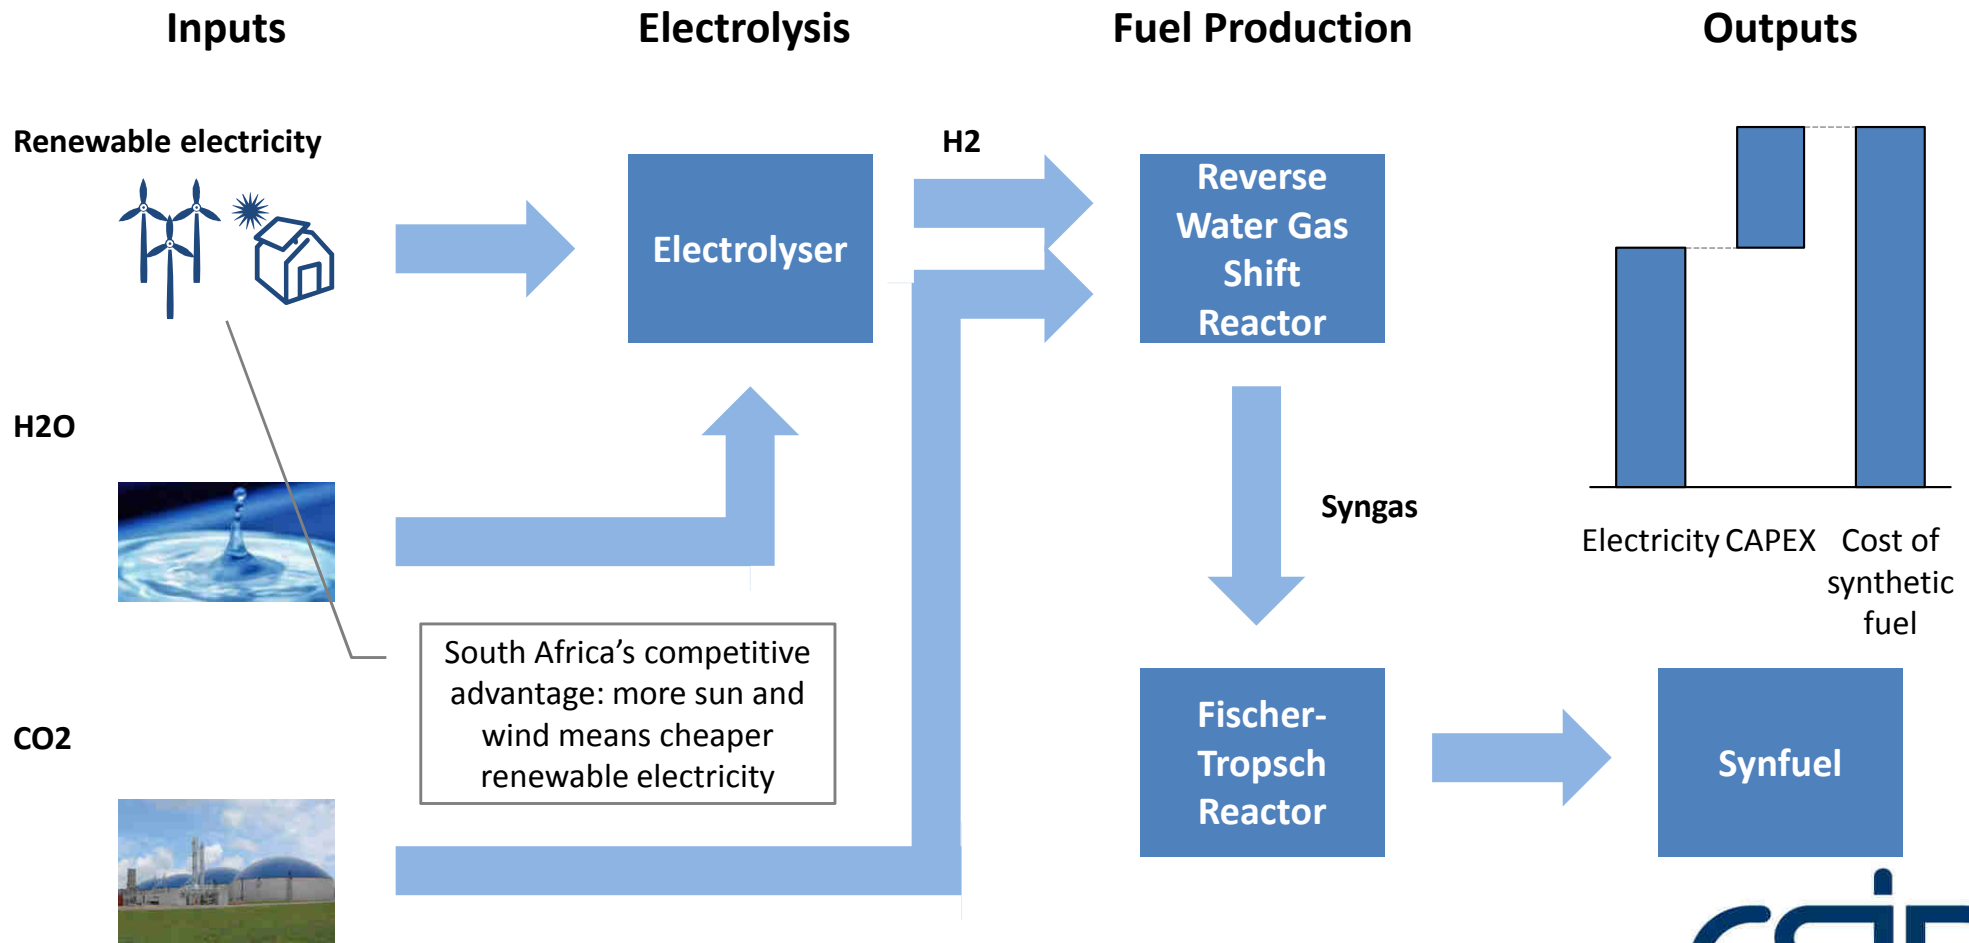 Inputs
Electrolysis
Fuel Production
Outputs
Renewable electricity
H2
Electrolyser
Reverse
Water Gas
Shift
Reactor
H2O
Syngas
Electricity
CAPEX
Cost of
synthetic
fuel
South Africa’s competitive
advantage: more sun and
wind means cheaper
renewable electricity
CO2
Fischer-
Tropsch
Reactor
Synfuel